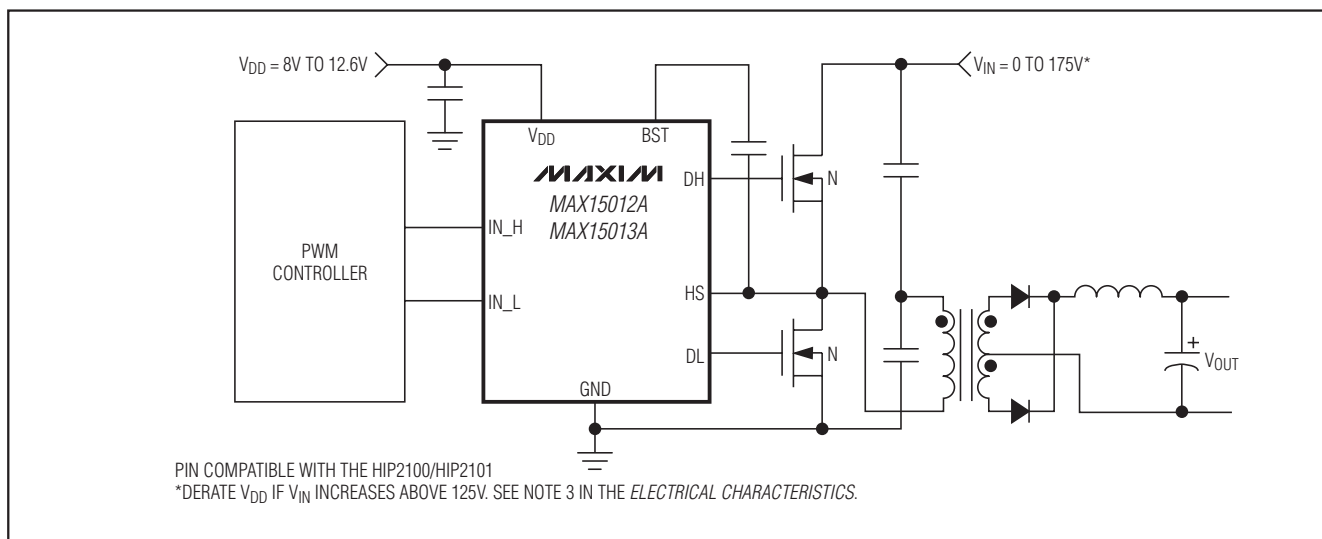 V_DD = 8V TO 12.6V
V_IN = 0 TO 175V*
V_DD
BST
MAXIM
MAX15012A
MAX15013A
DH
N
PWM
CONTROLLER
IN_H
IN_L
HS
DL
N
GND
+
V_OUT
PIN COMPATIBLE WITH THE HIP2100/HIP2101
*DERATE V_DD IF V_IN INCREASES ABOVE 125V. SEE NOTE 3 IN THE ELECTRICAL CHARACTERISTICS.